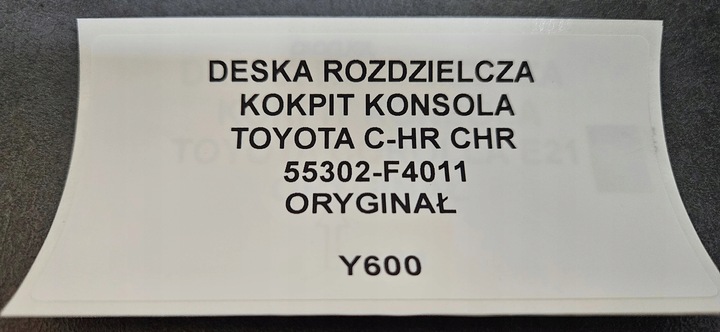 DESKA ROZDZIELCZA
KOKPIT KONSOLA
TOYOTA C-HR CHR
55302-F4011
ORYGINAŁ
Y600